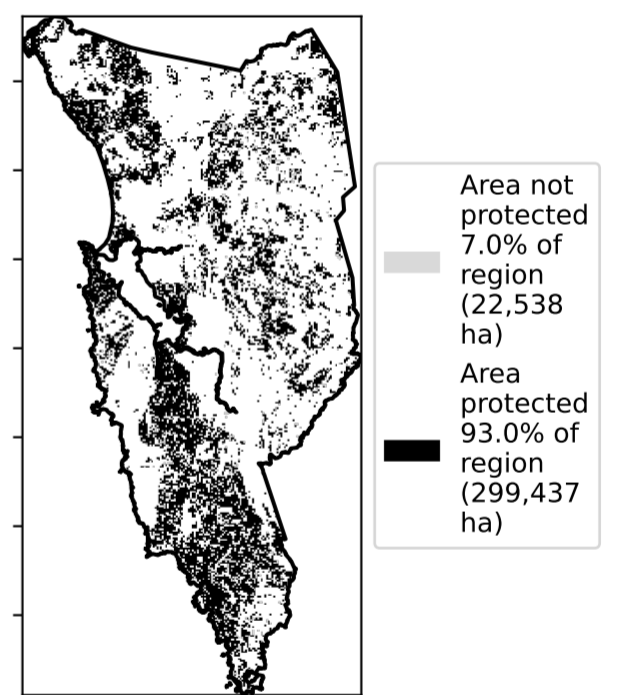 Area not
protected
7.0% of
region
(22,538
ha)
Area
protected
93.0% of
region
(299,437
ha)